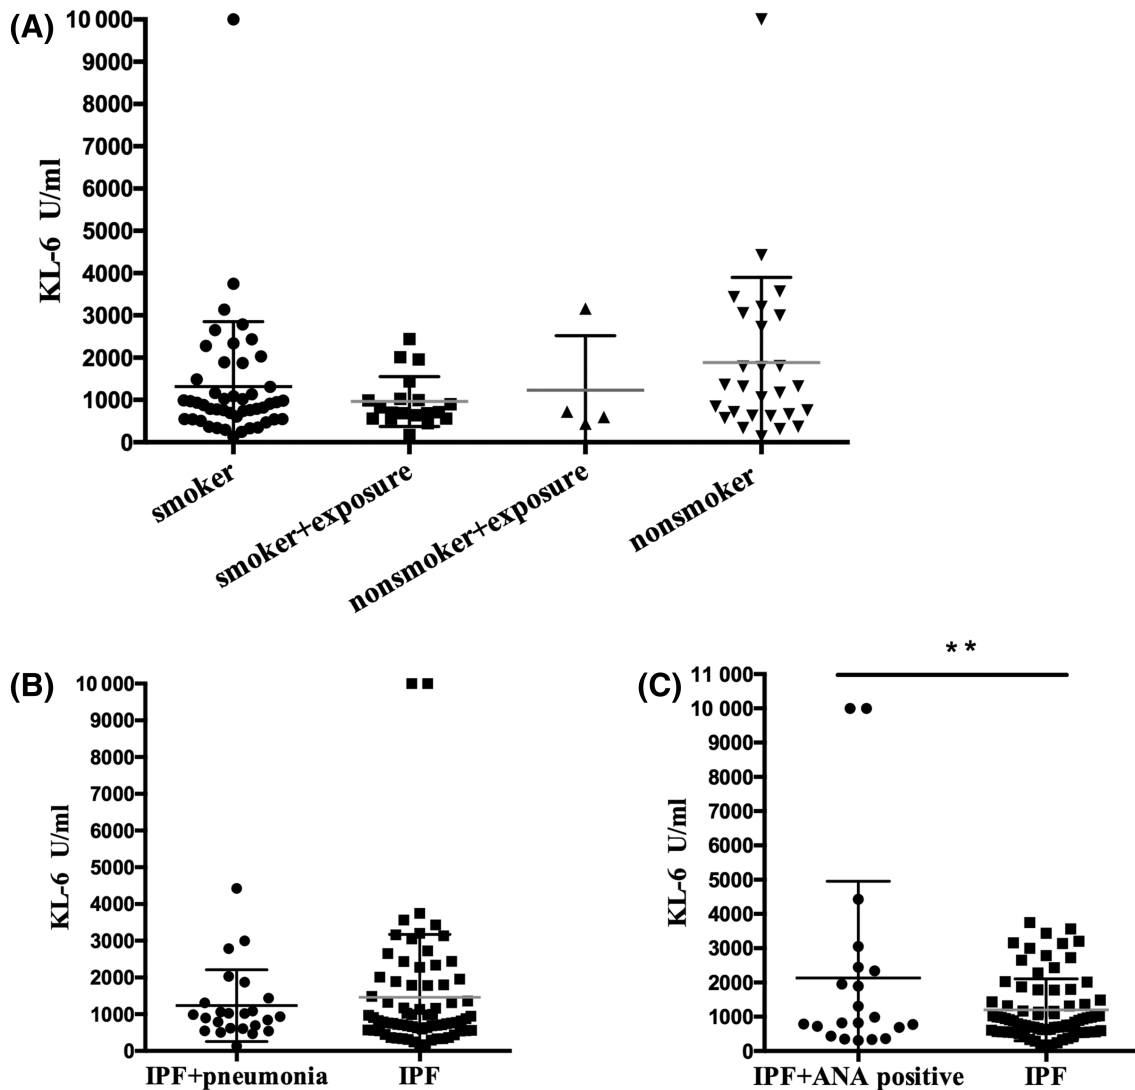 (A)
10 000
9000
8000
7000
6000
5000
4000
3000
2000
1000
0
KL-6 U/ml
smoker
smoker+exposure
nonsmoker+exposure
nonsmoker
(B)
10 000
9000
8000
7000
6000
5000
4000
3000
2000
1000
0
KL-6 U/ml
IPF+pneumonia
IPF
(C)
**
11 000
10 000
9000
8000
7000
6000
5000
4000
3000
2000
1000
0
KL-6 U/ml
IPF+ANA positive
IPF